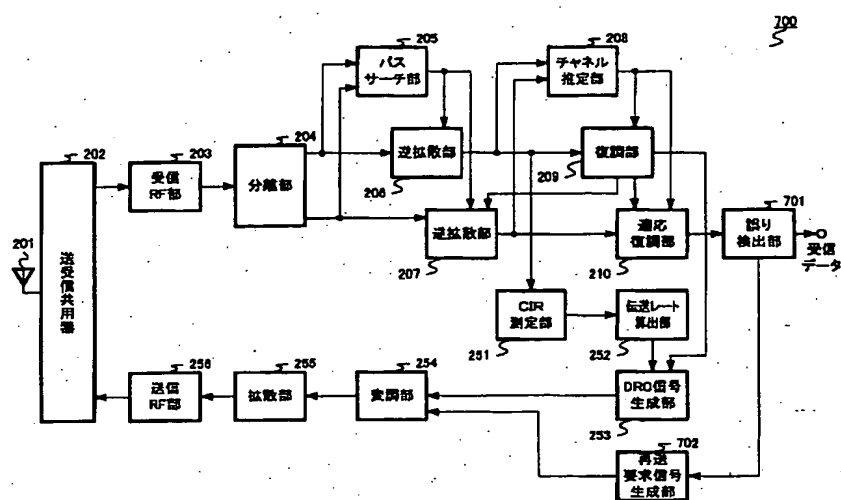 700
205
パス
サーチ部
208
チャネル
推定部
202
送受信共用器
203
受信
RF部
204
分離部
逆拡散部
206
復調部
209
201
逆拡散部
207
適応
復調部
210
701
誤り
検出部
受信
データ
CIR
測定部
251
伝送レート
算出部
252
256
送信
RF部
255
拡散部
254
変調部
DRC信号
生成部
253
702
再送
要求信号
生成部